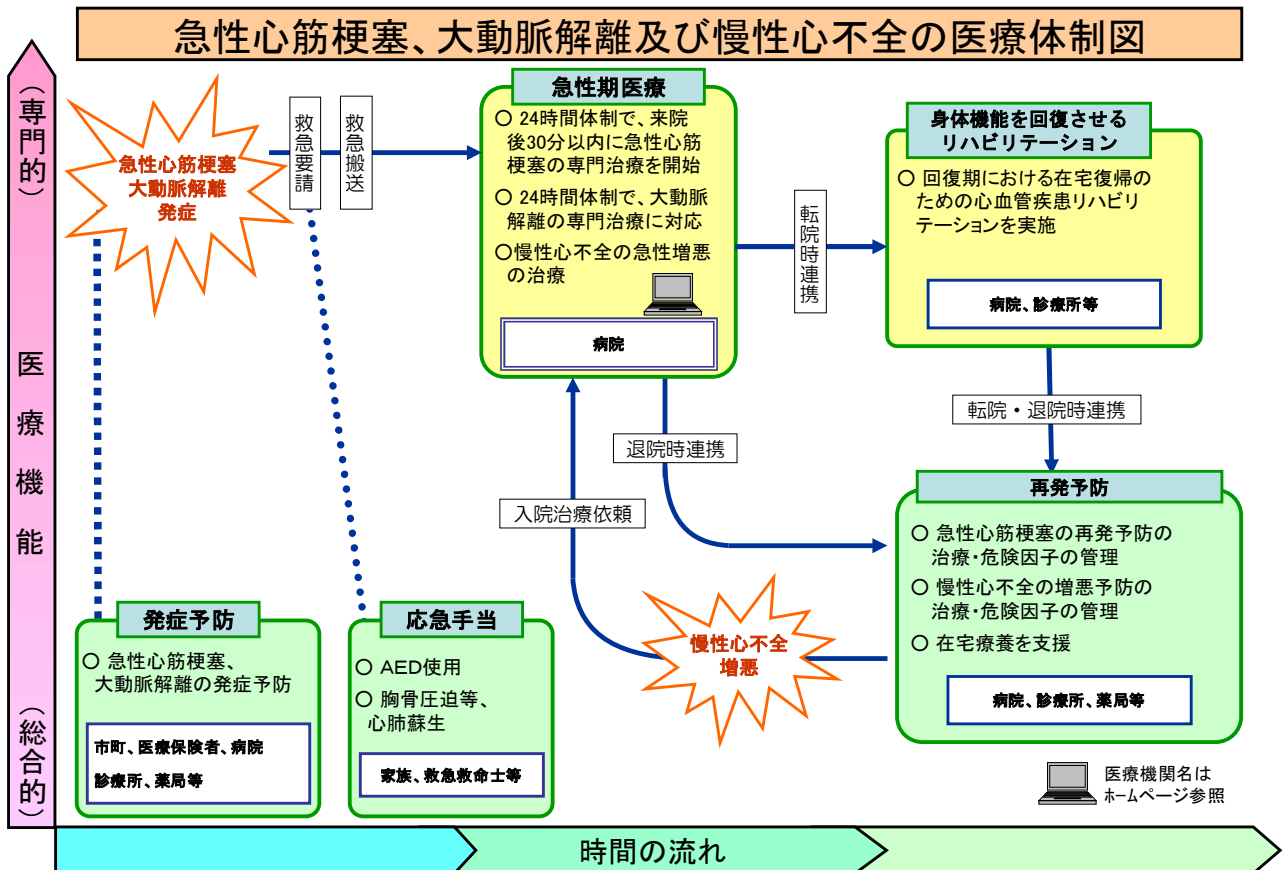 急性心筋梗塞、大動脈解離及び慢性心不全の医療体制図
（専門的）
医療機能
（総合的）
急性心筋梗塞
大動脈解離
発症
救急要請
救急搬送
急性期医療
○ 24時間体制で、来院
後30分以内に急性心筋
梗塞の専門治療を開始
○ 24時間体制で、大動脈
解離の専門治療に対応
○慢性心不全の急性増悪
の治療
病院
転院時連携
身体機能を回復させる
リハビリテーション
○ 回復期における在宅復帰の
ための心血管疾患リハビリ
テーションを実施
病院、診療所等
転院・退院時連携
退院時連携
入院治療依頼
再発予防
○ 急性心筋梗塞の再発予防の
治療・危険因子の管理
○ 慢性心不全の増悪予防の
治療・危険因子の管理
○ 在宅療養を支援
病院、診療所、薬局等
慢性心不全
増悪
発症予防
○ 急性心筋梗塞、
大動脈解離の発症予防
市町、医療保険者、病院
診療所、薬局等
応急手当
○ AED使用
○ 胸骨圧迫等、
心肺蘇生
家族、救急救命士等
医療機関名は
ホームページ参照
時間の流れ